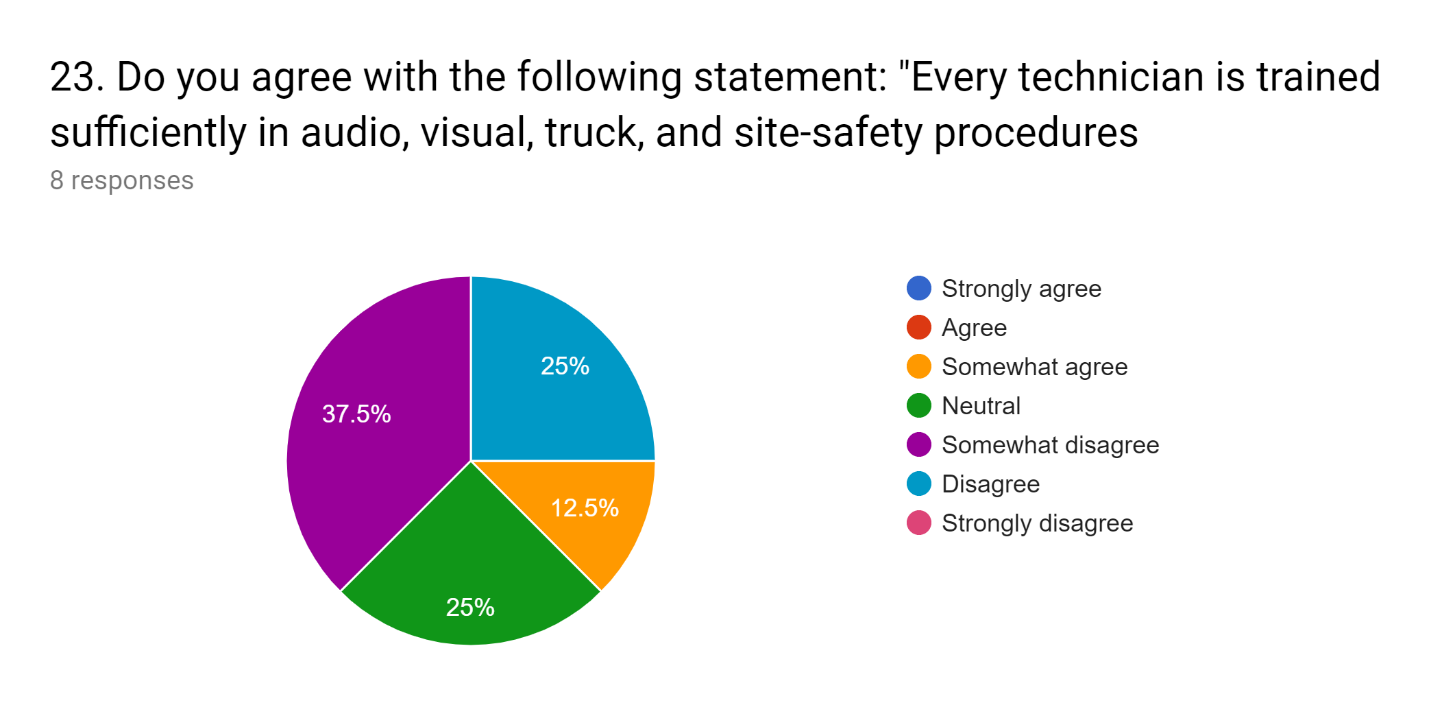 23. Do you agree with the following statement: "Every technician is trained
sufficiently in audio, visual, truck, and site-safety procedures
8 responses
25%
37.5%
12.5%
25%
Strongly agree
Agree
Somewhat agree
Neutral
Somewhat disagree
Disagree
Strongly disagree